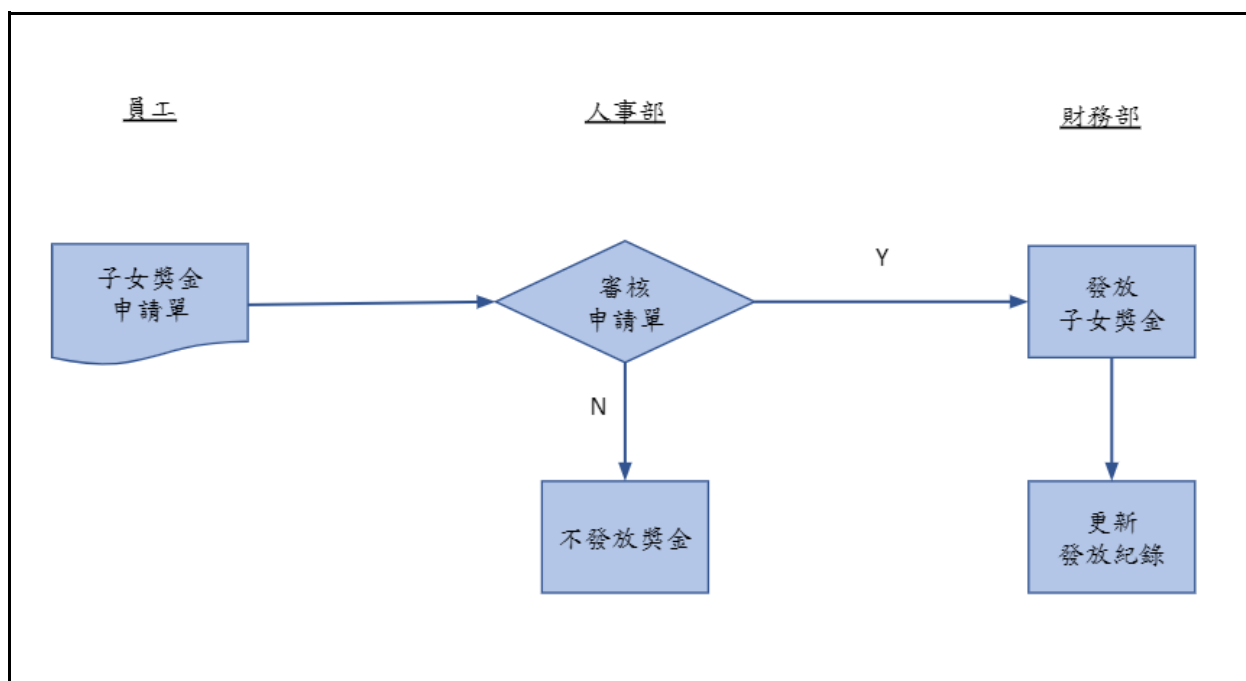 員工
人事部
財務部
子女獎金
申請單
審核
申請單
Y
發放
子女獎金
N
不發放獎金
更新
發放紀錄